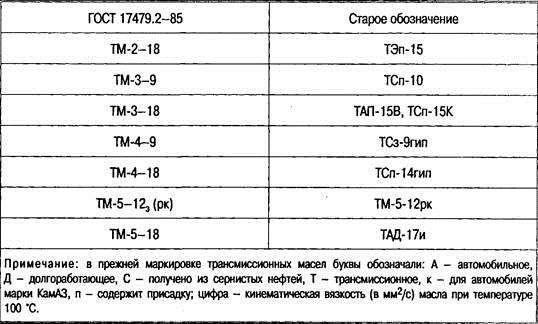 ГОСТ 17479.2–85 Старое обозначение
ТМ-2-18 ТЭп-15
ТМ-3-9 ТСп-10
ТМ-3-18 ТАП-15В, ТСп-15К
ТМ-4-9 ТСз-9гип
ТМ-4-18 ТСп-14гип
ТМ-5-12з (рк) ТМ-5-12рк
ТМ-5-18 ТАД-17и
Примечание: в прежней маркировке трансмиссионных масел буквы обозначали: А – автомобильное,
Д – долгоработающее, С – получено из сернистых нефтей, Т – трансмиссионное, к – для автомобилей
марки КамАЗ, п – содержит присадку; цифра – кинематическая вязкость (в мм²/с) масла при температуре
100 °С.